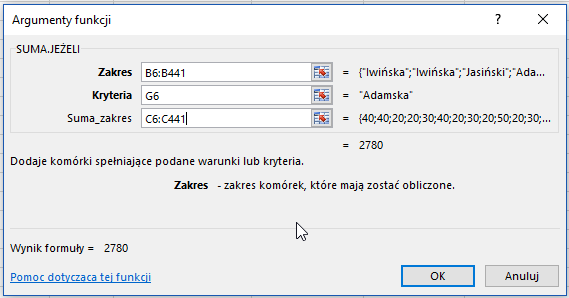 Argumenty funkcji ? ×
SUMA.JEŻELI
Zakres B6:B441 = {"Iwińska";"Iwińska";"Jasiński";"Ada...
Kryteria G6 = "Adamska"
Suma_zakres C6:C441 = {40;40;20;20;30;40;20;30;20;50;20;30;...
= 2780
Dodaje komórki spełniające podane warunki lub kryteria.
Zakres - zakres komórek, które mają zostać obliczone.
Wynik formuły = 2780
Pomoc dotycząca tej funkcji OK Anuluj